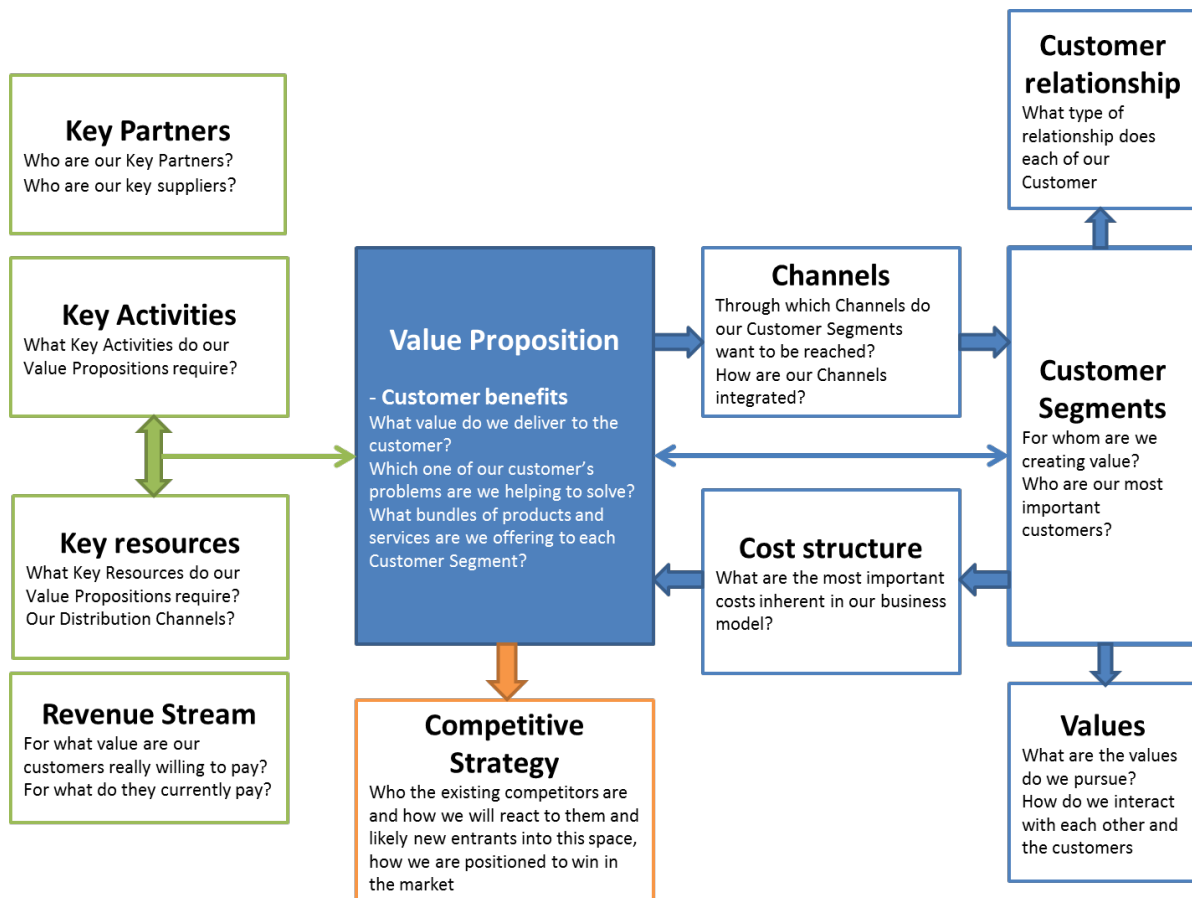 Key Partners
Who are our Key Partners?
Who are our key suppliers?
Key Activities
What Key Activities do our
Value Propositions require?
Key resources
What Key Resources do our
Value Propositions require?
Our Distribution Channels?
Revenue Stream
For what value are our
customers really willing to pay?
For what do they currently pay?
Value Proposition
- Customer benefits
What value do we deliver to the
customer?
Which one of our customer’s
problems are we helping to solve?
What bundles of products and
services are we offering to each
Customer Segment?
Competitive
Strategy
Who the existing competitors are
and how we will react to them and
likely new entrants into this space,
how we are positioned to win in
the market
Channels
Through which Channels do
our Customer Segments
want to be reached?
How are our Channels
integrated?
Cost structure
What are the most important
costs inherent in our business
model?
Customer
relationship
What type of
relationship does
each of our
Customer
Customer
Segments
For whom are we
creating value?
Who are our most
important
customers?
Values
What are the values
do we pursue?
How do we interact
with each other and
the customers